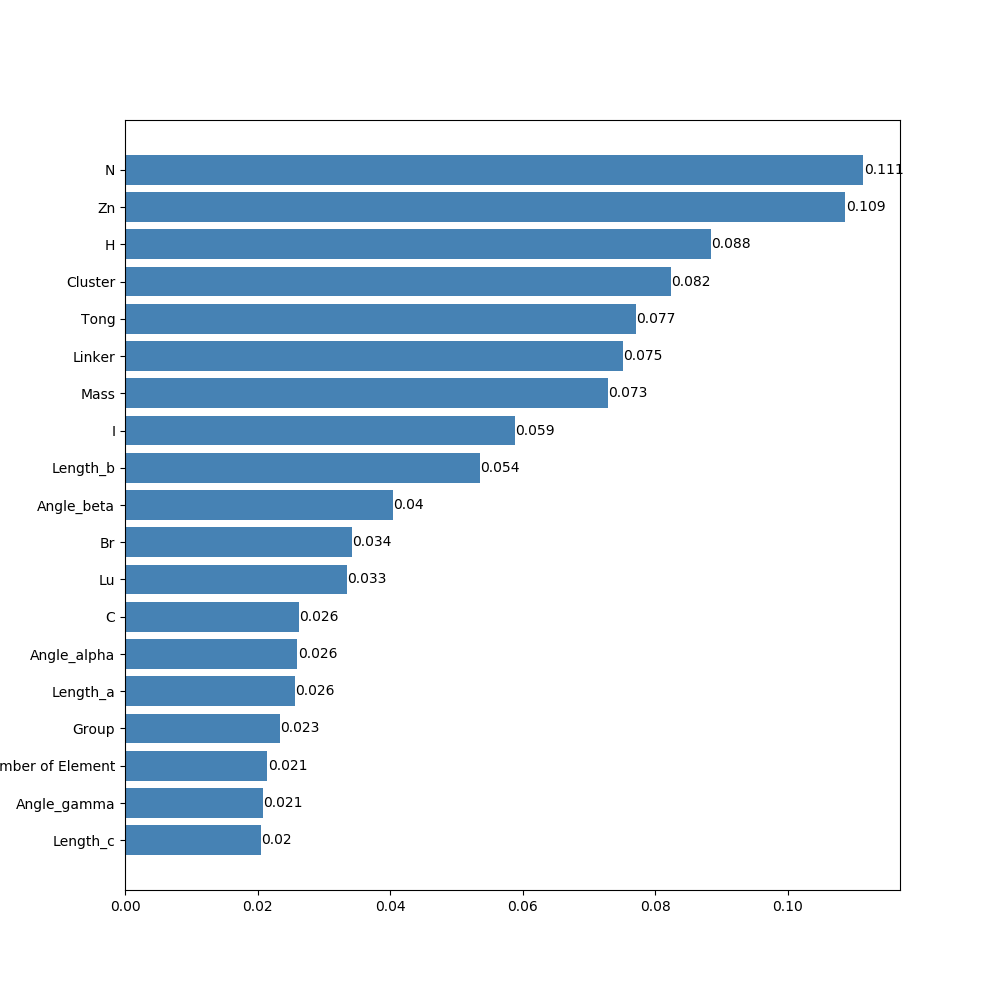 N 0.111
Zn 0.109
H 0.088
Cluster 0.082
Tong 0.077
Linker 0.075
Mass 0.073
I 0.059
Length_b 0.054
Angle_beta 0.04
Br 0.034
Lu 0.033
C 0.026
Angle_alpha 0.026
Length_a 0.026
Group 0.023
mber of Element 0.021
Angle_gamma 0.021
Length_c 0.02
0.00 0.02 0.04 0.06 0.08 0.10